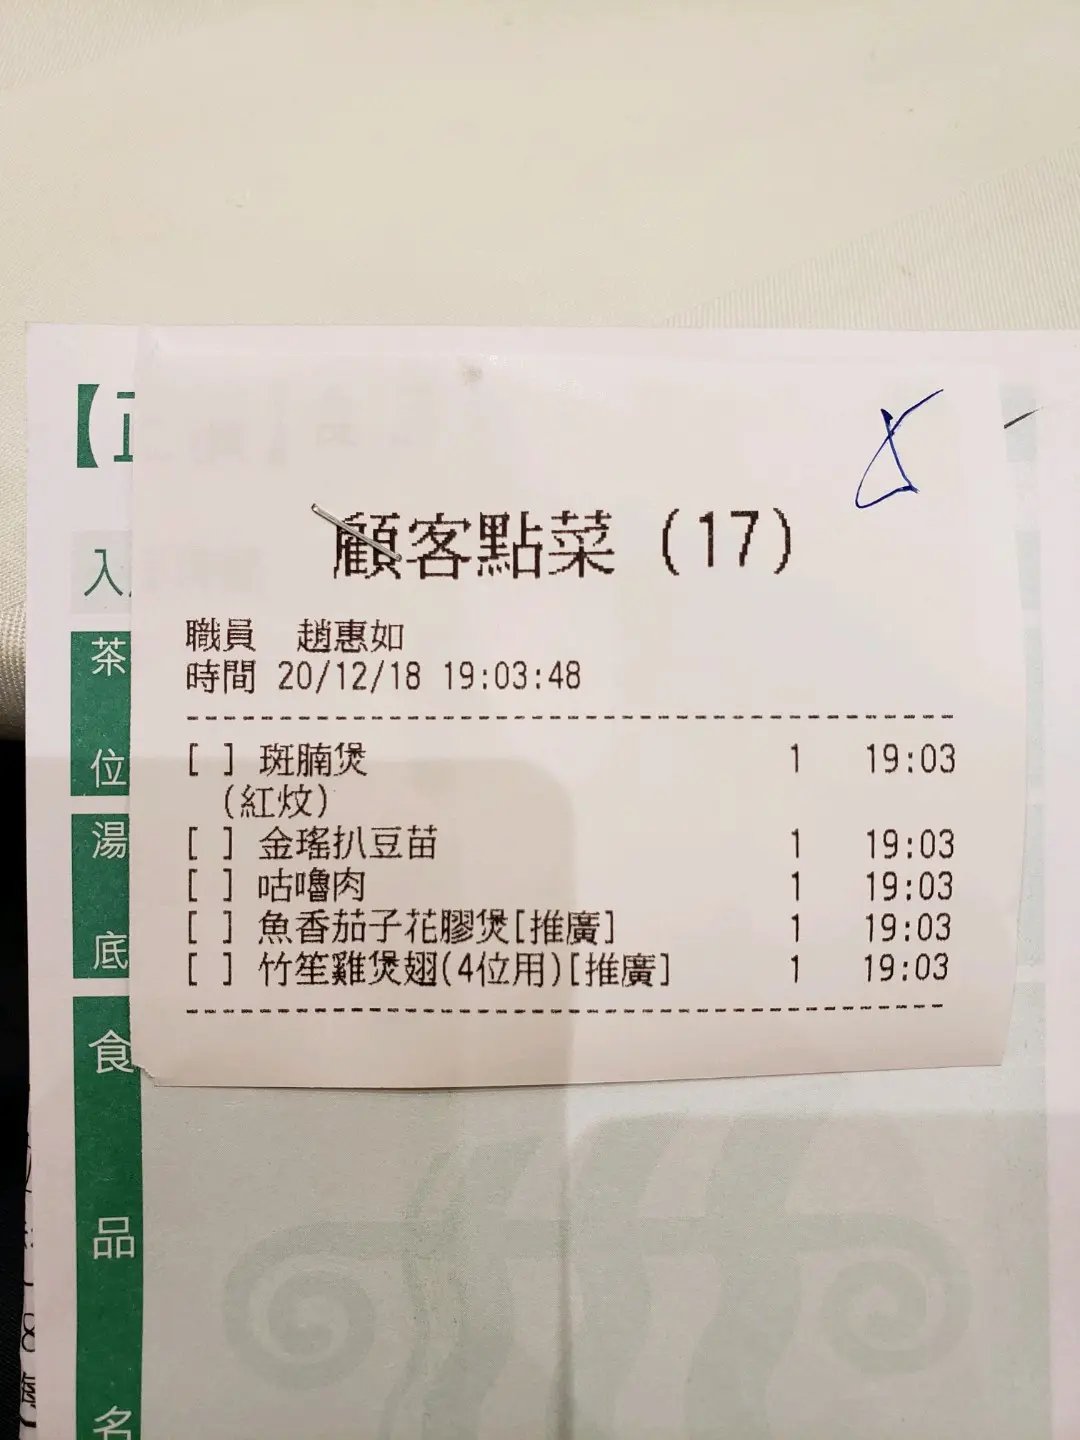 顧客點菜 (17)
職員 趙惠如
時間 20/12/18 19:03:48
[ ] 斑腩煲 1 19:03
(紅炆)
[ ] 金瑤扒豆苗 1 19:03
[ ] 咕嚕肉 1 19:03
[ ] 魚香茄子花膠煲[推廣] 1 19:03
[ ] 竹笙雞煲翅(4位用)[推廣] 1 19:03
入
茶位
湯底
食品名